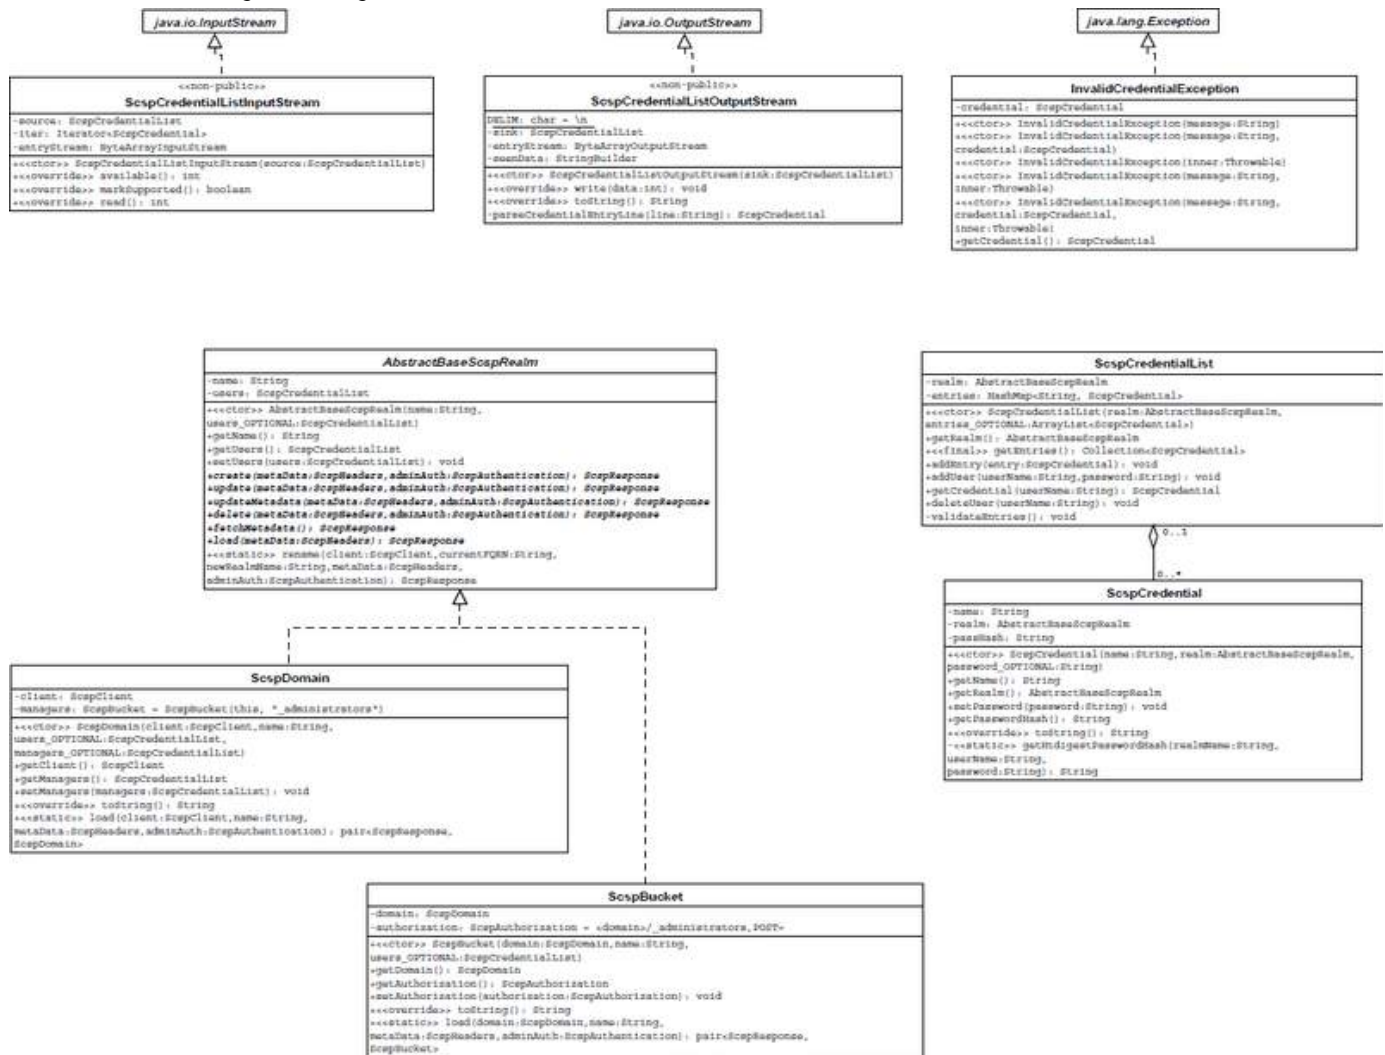 java.io.InputStream
<<non-public>>
ScspCredentialListInputStream
-source: ScspCredentialList
-iter: Iterator<ScspCredential>
-entryStream: ByteArrayInputStream
+<<ctor>> ScspCredentialListInputStream(source:ScspCredentialList)
+<<override>> available(): int
+<<override>> markSupported(): boolean
+<<override>> read(): int
java.io.OutputStream
<<non-public>>
ScspCredentialListOutputStream
DELIM: char = \n
-sink: ScspCredentialList
-entryStream: ByteArrayOutputStream
-seenData: StringBuilder
+<<ctor>> ScspCredentialListOutputStream(sink:ScspCredentialList)
+<<override>> write(data:int): void
+<<override>> toString(): String
-parseCredentialEntryLine(line:String): ScspCredential
java.lang.Exception
InvalidCredentialException
-credential: ScspCredential
+<<ctor>> InvalidCredentialException(message:String)
+<<ctor>> InvalidCredentialException(message:String,
credential:ScspCredential)
+<<ctor>> InvalidCredentialException(inner:Throwable)
+<<ctor>> InvalidCredentialException(message:String,
inner:Throwable)
+<<ctor>> InvalidCredentialException(message:String,
credential:ScspCredential,
inner:Throwable)
+getCredential(): ScspCredential
AbstractBaseScspRealm
-name: String
-users: ScspCredentialList
+<<ctor>> AbstractBaseScspRealm(name:String,
users_OPTIONAL:ScspCredentialList)
+getName(): String
+getUsers(): ScspCredentialList
+setUsers(users:ScspCredentialList): void
+create(metaData:ScspHeaders,adminAuth:ScspAuthentication): ScspResponse
+update(metaData:ScspHeaders,adminAuth:ScspAuthentication): ScspResponse
+updateMetadata(metaData:ScspHeaders,adminAuth:ScspAuthentication): ScspResponse
+delete(metaData:ScspHeaders,adminAuth:ScspAuthentication): ScspResponse
+fetchMetadata(): ScspResponse
+load(metaData:ScspHeaders): ScspResponse
+<<static>> rename(client:ScspClient,currentFQRN:String,
newRealmName:String,metaData:ScspHeaders,
adminAuth:ScspAuthentication): ScspResponse
ScspCredentialList
-realm: AbstractBaseScspRealm
-entries: HashMap<String, ScspCredential>
+<<ctor>> ScspCredentialList(realm:AbstractBaseScspRealm,
entries_OPTIONAL:ArrayList<ScspCredential>)
+getRealm(): AbstractBaseScspRealm
+<<final>> getEntries(): Collection<ScspCredential>
+addEntry(entry:ScspCredential): void
+addUser(userName:String,password:String): void
+getCredential(userName:String): ScspCredential
+deleteUser(userName:String): void
-validateEntries(): void
0..1
0..*
ScspCredential
-name: String
-realm: AbstractBaseScspRealm
-passHash: String
+<<ctor>> ScspCredential(name:String,realm:AbstractBaseScspRealm,
password_OPTIONAL:String)
+getName(): String
+getRealm(): AbstractBaseScspRealm
+setPassword(password:String): void
+getPasswordHash(): String
+<<override>> toString(): String
-<<static>> getHtdigestPasswordHash(realmName:String,
userName:String,
password:String): String
ScspDomain
-client: ScspClient
-managers: ScspBucket = ScspBucket(this, "_administrators")
+<<ctor>> ScspDomain(client:ScspClient,name:String,
users_OPTIONAL:ScspCredentialList,
managers_OPTIONAL:ScspCredentialList)
+getClient(): ScspClient
+getManagers(): ScspCredentialList
+setManagers(managers:ScspCredentialList): void
+<<override>> toString(): String
+<<static>> load(client:ScspClient,name:String,
metaData:ScspHeaders,adminAuth:ScspAuthentication): pair<ScspResponse,
ScspDomain>
ScspBucket
-domain: ScspDomain
-authorization: ScspAuthorization = <domain>/_administrators,POST=
+<<ctor>> ScspBucket(domain:ScspDomain,name:String,
users_OPTIONAL:ScspCredentialList)
+getDomain(): ScspDomain
+getAuthorization(): ScspAuthorization
+setAuthorization(authorization:ScspAuthorization): void
+<<override>> toString(): String
+<<static>> load(domain:ScspDomain,name:String,
metaData:ScspHeaders,adminAuth:ScspAuthentication): pair<ScspResponse,
ScspBucket>